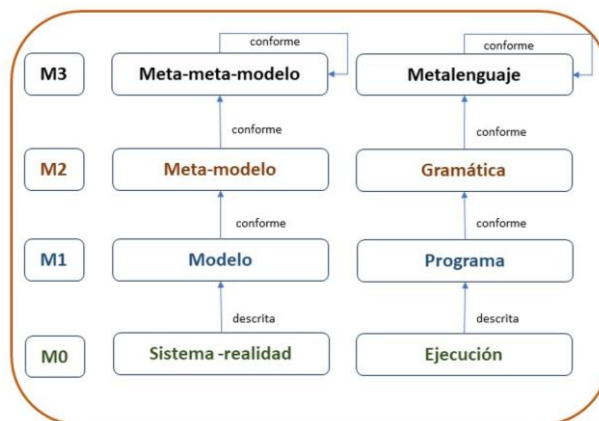 conforme
conforme
M3
Meta-meta-modelo
Metalenguaje
conforme
conforme
M2
Meta-modelo
Gramática
conforme
conforme
M1
Modelo
Programa
descrita
descrita
M0
Sistema -realidad
Ejecución